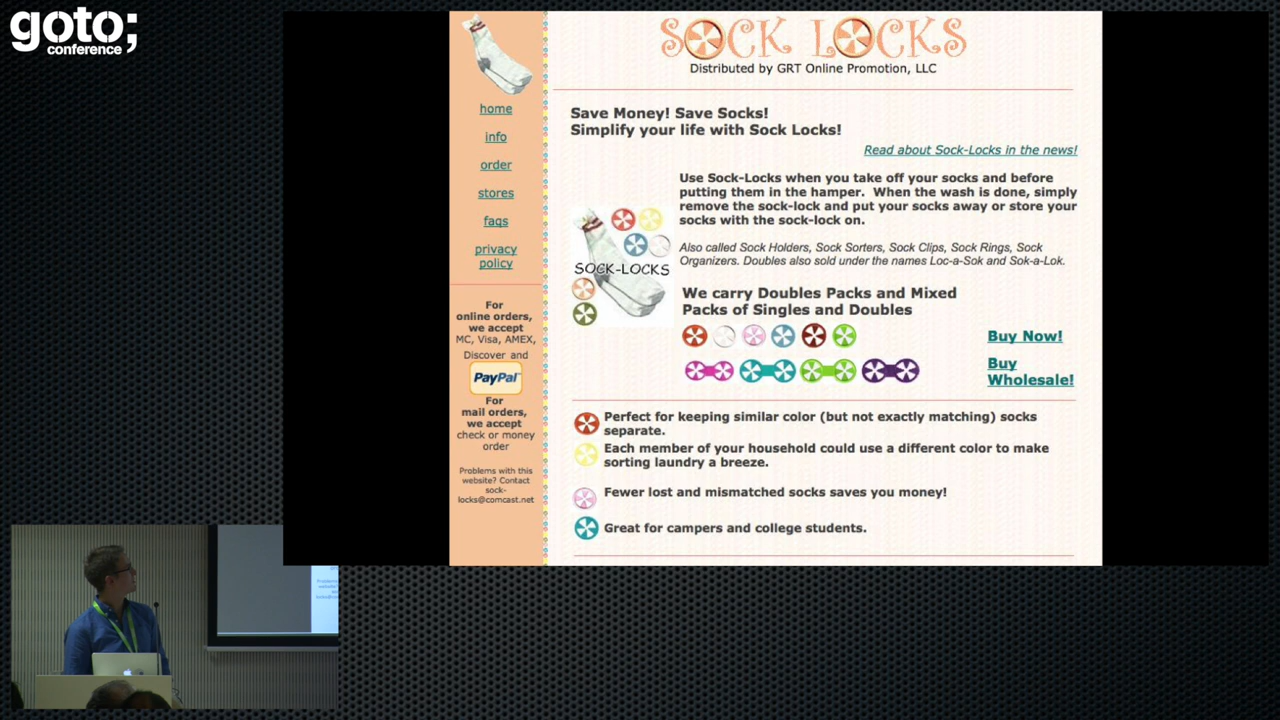 goto;
conference
SOCK LOCKS
Distributed by GRT Online Promotion, LLC
home
info
order
stores
faqs
privacy
policy
For
online orders,
we accept
MC, Visa, AMEX,
Discover and
PayPal
For
mail orders,
we accept
check or money
order
Problems with this
website? Contact
sock-
locks@comcast.net
Save Money! Save Socks!
Simplify your life with Sock Locks!
Read about Sock-Locks in the news!
SOCK-LOCKS
Use Sock-Locks when you take off your socks and before
putting them in the hamper. When the wash is done, simply
remove the sock-lock and put your socks away or store your
socks with the sock-lock on.
Also called Sock Holders, Sock Sorters, Sock Clips, Sock Rings, Sock
Organizers. Doubles also sold under the names Loc-a-Sok and Sok-a-Lok.
We carry Doubles Packs and Mixed
Packs of Singles and Doubles
Buy Now!
Buy
Wholesale!
Perfect for keeping similar color (but not exactly matching) socks
separate.
Each member of your household could use a different color to make
sorting laundry a breeze.
Fewer lost and mismatched socks saves you money!
Great for campers and college students.